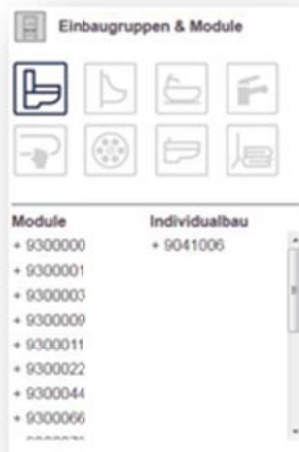 Einbaugruppen & Module
Module Individualbau
+ 9300000 + 9041006
+ 9300001
+ 9300003
+ 9300009
+ 9300011
+ 9300022
+ 9300044
+ 9300066